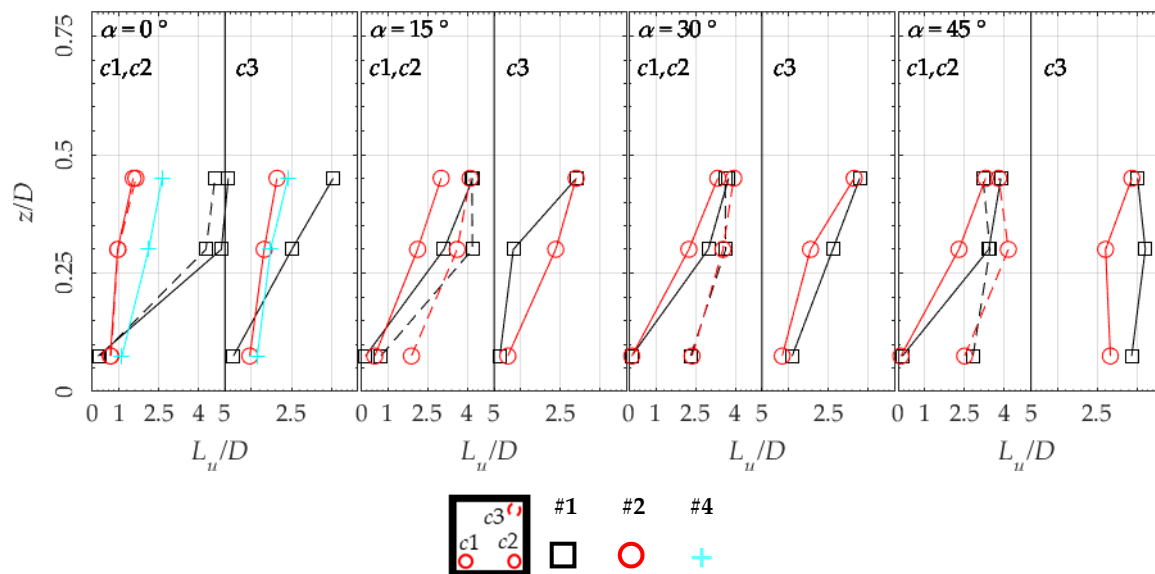 α = 0 ° α = 15 ° α = 30 ° α = 45 °
c1,c2 c3 c1,c2 c3 c1,c2 c3 c1,c2 c3
0.75
0.5
0.25
0
z/D
0 1 2.5 4 5 2.5 0 1 2.5 4 5 2.5 0 1 2.5 4 5 2.5 0 1 2.5 4 5 2.5
L_u/D L_u/D L_u/D L_u/D
c3 #1 #2 #4
c1 c2